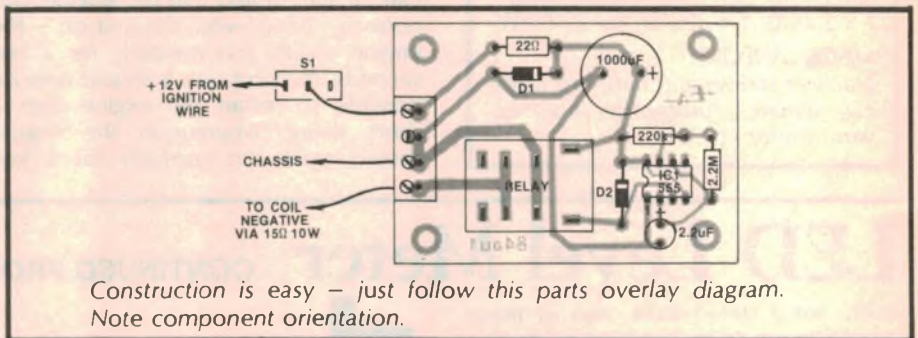 S1
+12V FROM
IGNITION
WIRE
CHASSIS
TO COIL
NEGATIVE
VIA 15Ω 10W
22Ω
D1
1000uF
+
220k
2.2M
IC1
555
D2
RELAY
1
+
2.2uF
Construction is easy – just follow this parts overlay diagram.
Note component orientation.